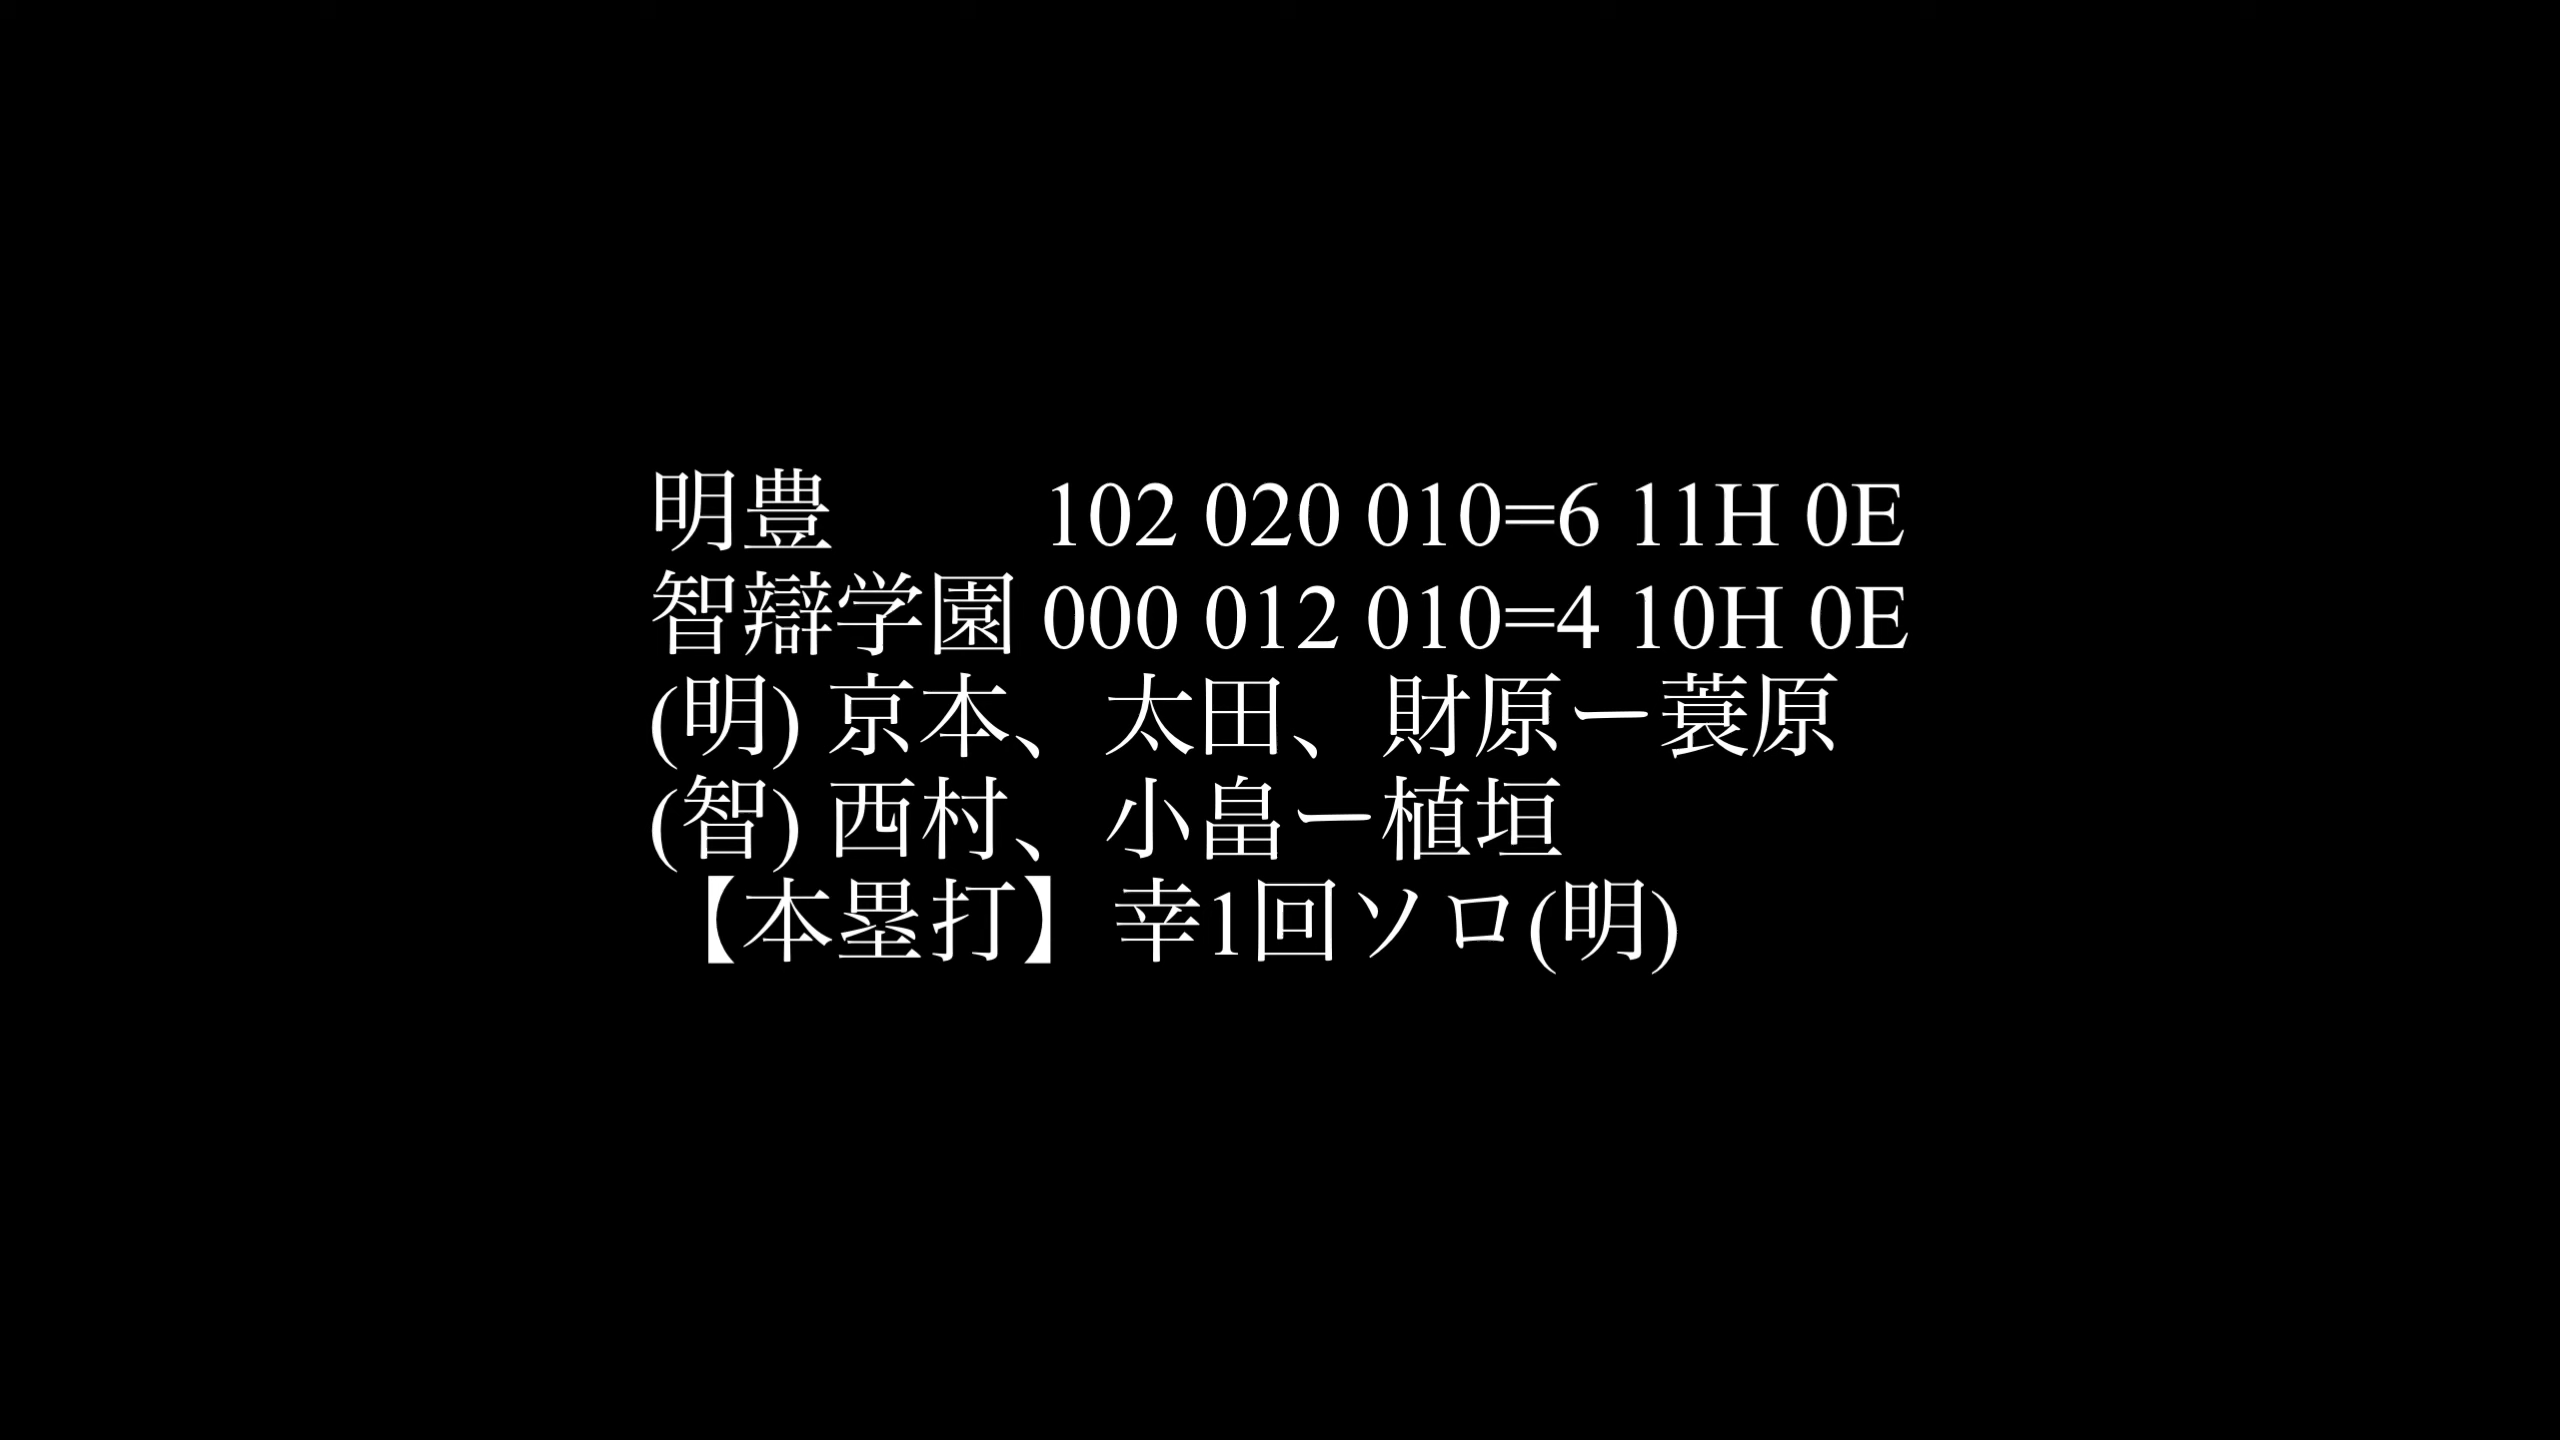 明豊　　 102 020 010=6 11H 0E
智辯学園 000 012 010=4 10H 0E
(明) 京本、太田、財原ー蓑原
(智) 西村、小畠ー植垣
【本塁打】幸1回ソロ(明)